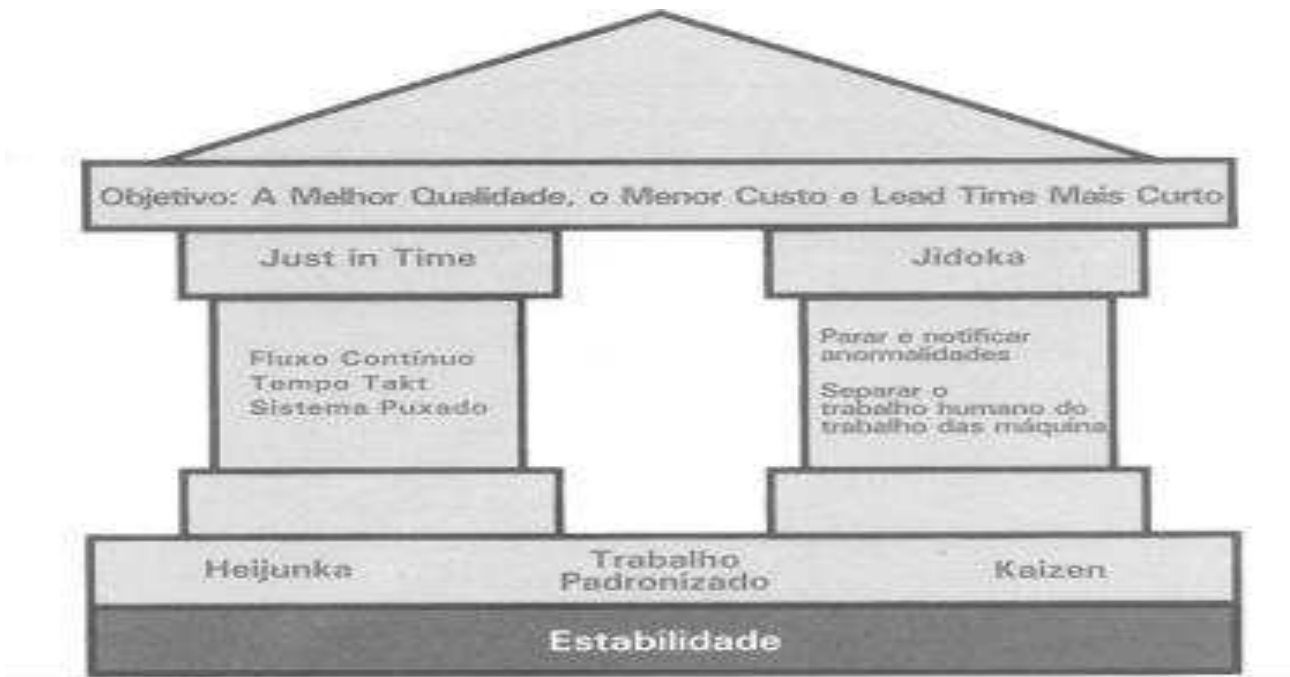 Objetivo: A Melhor Qualidade, o Menor Custo e Lead Time Mais Curto
Just in Time
Fluxo Contínuo
Tempo Takt
Sistema Puxado
Jidoka
Parar e notificar
anormalidades
Separar o
trabalho humano do
trabalho das máquina
Heijunka
Trabalho
Padronizado
Kaizen
Estabilidade